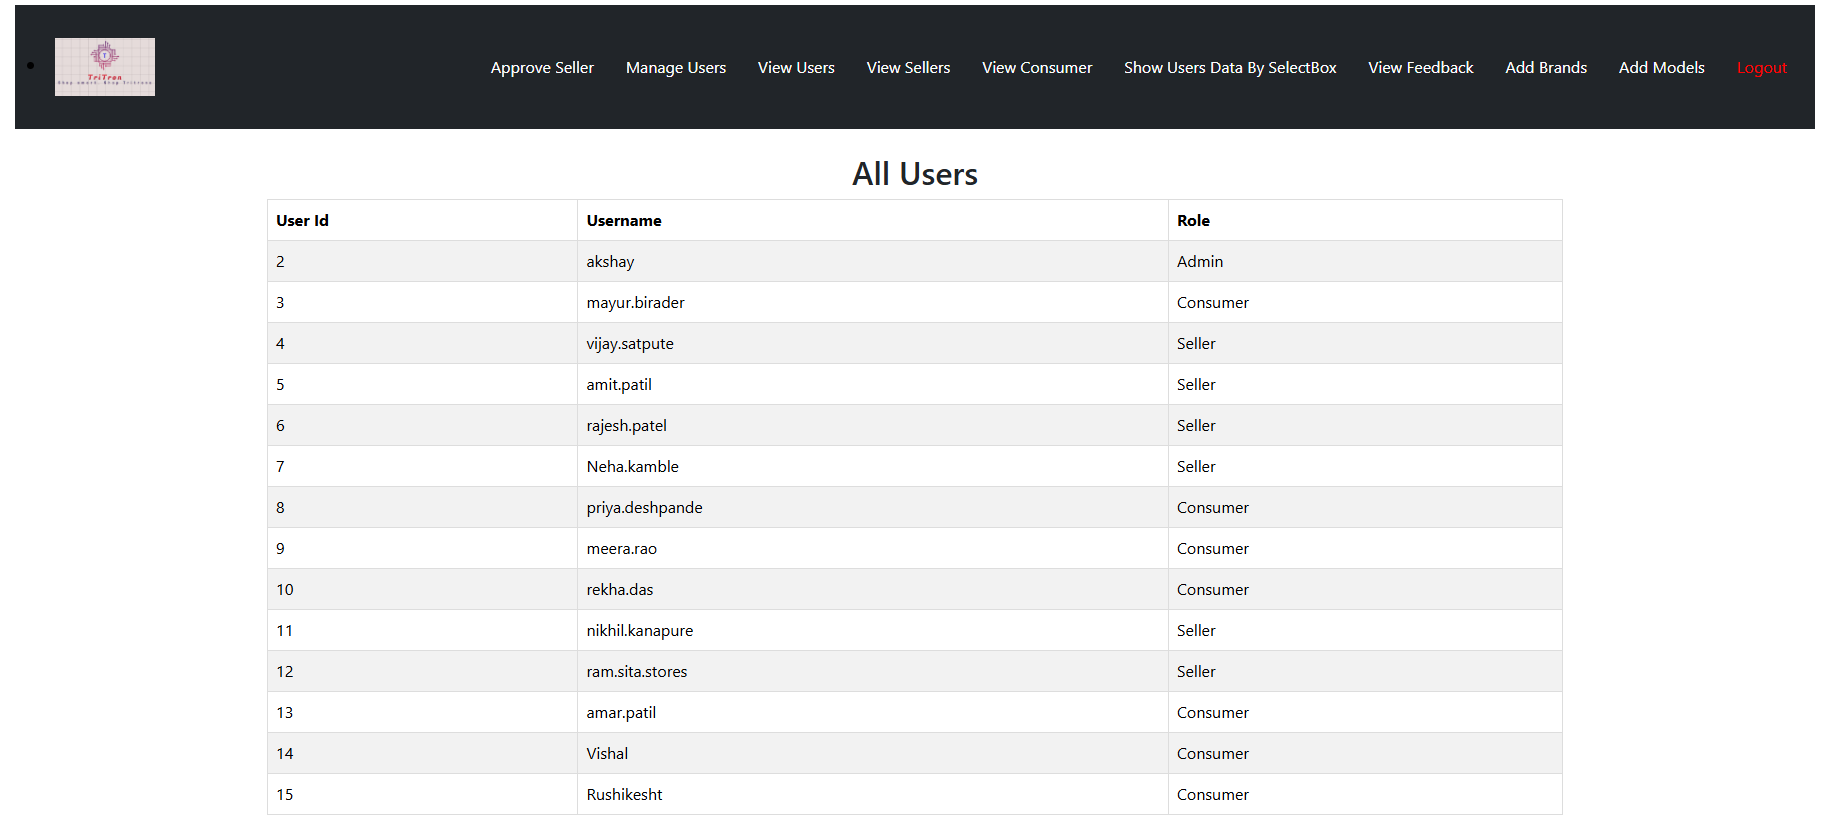 T
TriTron
Approve Seller Manage Users View Users View Sellers View Consumer Show Users Data By SelectBox View Feedback Add Brands Add Models Logout
All Users
User Id Username Role
2 akshay Admin
3 mayur.birader Consumer
4 vijay.satpute Seller
5 amit.patil Seller
6 rajesh.patel Seller
7 Neha.kamble Seller
8 priya.deshpande Consumer
9 meera.rao Consumer
10 rekha.das Consumer
11 nikhil.kanapure Seller
12 ram.sita.stores Seller
13 amar.patil Consumer
14 Vishal Consumer
15 Rushikesht Consumer